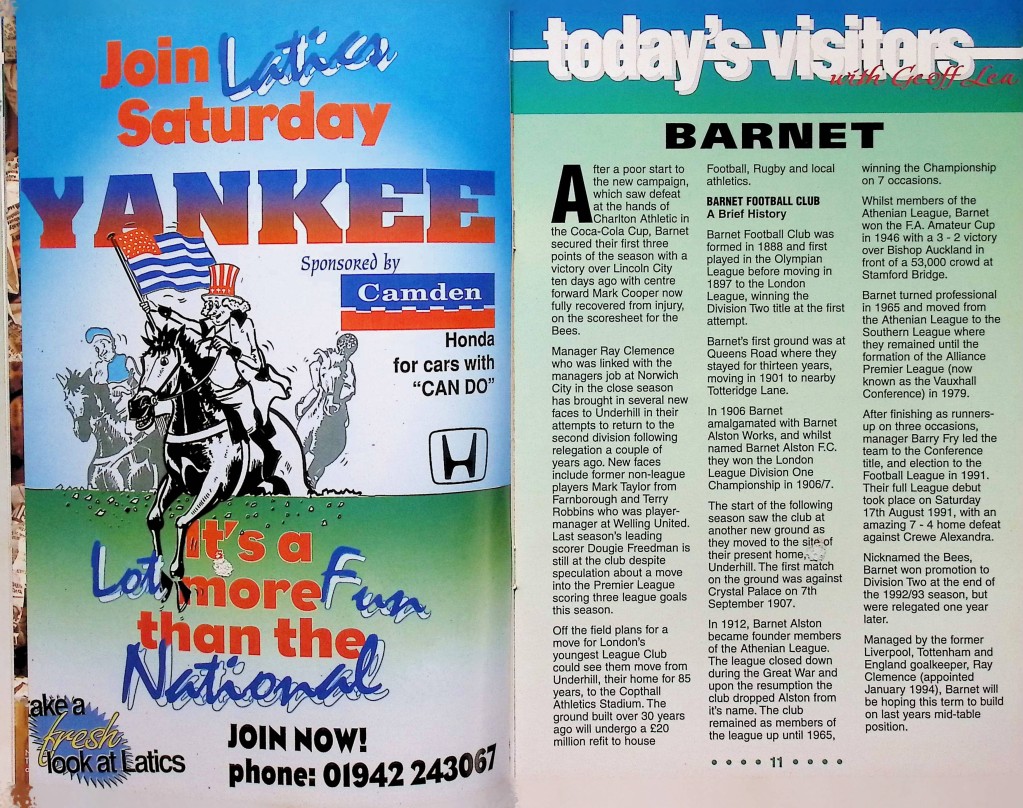 Join Latics
Saturday
YANKEE
Sponsored by
Camden
Honda
for cars with
“CAN DO”
It's a
Lot more Fun
than the
National
take a
fresh
look at Latics
JOIN NOW!
phone: 01942 243067
today's visitors
with Geoff Lea
BARNET
After a poor start to
the new campaign,
which saw defeat
at the hands of
Charlton Athletic in
the Coca-Cola Cup, Barnet
secured their first three
points of the season with a
victory over Lincoln City
ten days ago with centre
forward Mark Cooper now
fully recovered from injury,
on the scoresheet for the
Bees.
Manager Ray Clemence
who was linked with the
managers job at Norwich
City in the close season
has brought in several new
faces to Underhill in their
attempts to return to the
second division following
relegation a couple of
years ago. New faces
include former non-league
players Mark Taylor from
Farnborough and Terry
Robbins who was player-
manager at Welling United.
Last season's leading
scorer Dougie Freedman is
still at the club despite
speculation about a move
into the Premier League
scoring three league goals
this season.
Off the field plans for a
move for London's
youngest League Club
could see them move from
Underhill, their home for 85
years, to the Copthall
Athletics Stadium. The
ground built over 30 years
ago will undergo a £20
million refit to house
Football, Rugby and local
athletics.
BARNET FOOTBALL CLUB
A Brief History
Barnet Football Club was
formed in 1888 and first
played in the Olympian
League before moving in
1897 to the London
League, winning the
Division Two title at the first
attempt.
Barnet's first ground was at
Queens Road where they
stayed for thirteen years,
moving in 1901 to nearby
Totteridge Lane.
In 1906 Barnet
amalgamated with Barnet
Alston Works, and whilst
named Barnet Alston F.C.
they won the London
League Division One
Championship in 1906/7.
The start of the following
season saw the club at
another new ground as
they moved to the site of
their present home,
Underhill. The first match
on the ground was against
Crystal Palace on 7th
September 1907.
In 1912, Barnet Alston
became founder members
of the Athenian League.
The league closed down
during the Great War and
upon the resumption the
club dropped Alston from
it's name. The club
remained as members of
the league up until 1965,
winning the Championship
on 7 occasions.
Whilst members of the
Athenian League, Barnet
won the F.A. Amateur Cup
in 1946 with a 3 - 2 victory
over Bishop Auckland in
front of a 53,000 crowd at
Stamford Bridge.
Barnet turned professional
in 1965 and moved from
the Athenian League to the
Southern League where
they remained until the
formation of the Alliance
Premier League (now
known as the Vauxhall
Conference) in 1979.
After finishing as runners-
up on three occasions,
manager Barry Fry led the
team to the Conference
title, and election to the
Football League in 1991.
Their full League debut
took place on Saturday
17th August 1991, with an
amazing 7 - 4 home defeat
against Crewe Alexandra.
Nicknamed the Bees,
Barnet won promotion to
Division Two at the end of
the 1992/93 season, but
were relegated one year
later.
Managed by the former
Liverpool, Tottenham and
England goalkeeper, Ray
Clemence (appointed
January 1994), Barnet will
be hoping this term to build
on last years mid-table
position.
• • • • 11 • • • •